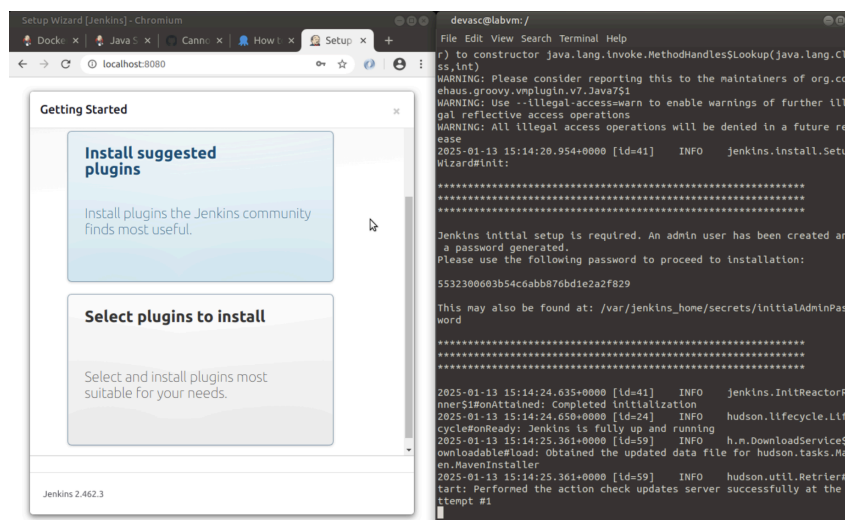 Setup Wizard [Jenkins] - Chromium
Docke
Java S
Canno
How t
Setup
localhost:8080
Getting Started
Install suggested
plugins
Install plugins the Jenkins community
finds most useful.
Select plugins to install
Select and install plugins most
suitable for your needs.
Jenkins 2.462.3
devasc@labvm: /
File Edit View Search Terminal Help
r) to constructor java.lang.invoke.MethodHandles$Lookup(java.lang.Cl
ss,int)
WARNING: Please consider reporting this to the maintainers of org.co
ehaus.groovy.vmplugin.v7.Java7$1
WARNING: Use --illegal-access=warn to enable warnings of further ill
gal reflective access operations
WARNING: All illegal access operations will be denied in a future re
ease
2025-01-13 15:14:20.954+0000 [id=41] INFO jenkins.install.Setu
Wizard#init:
*************************************************************
*************************************************************
*************************************************************
Jenkins initial setup is required. An admin user has been created an
a password generated.
Please use the following password to proceed to installation:
5532300603b54c6abb876bd1e2a2f829
This may also be found at: /var/jenkins_home/secrets/initialAdminPas
word
*************************************************************
*************************************************************
*************************************************************
2025-01-13 15:14:24.635+0000 [id=41] INFO jenkins.InitReactorR
nner$1#onAttained: Completed initialization
2025-01-13 15:14:24.650+0000 [id=24] INFO hudson.lifecycle.Lif
cycle#onReady: Jenkins is fully up and running
2025-01-13 15:14:25.361+0000 [id=59] INFO h.m.DownloadService$
ownloadable#load: Obtained the updated data file for hudson.tasks.Ma
en.MavenInstaller
2025-01-13 15:14:25.361+0000 [id=59] INFO hudson.util.Retrier#
tart: Performed the action check updates server successfully at the
ttempt #1